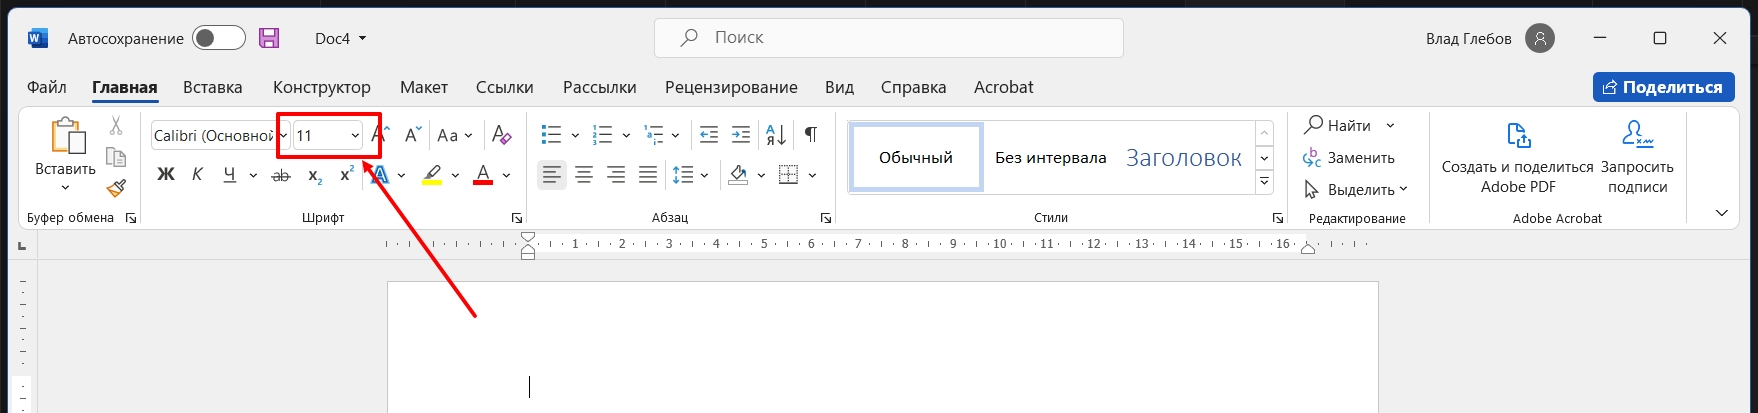 Автосохранение Doc4 Поиск Влад Глебов
Файл Главная Вставка Конструктор Макет Ссылки Рассылки Рецензирование Вид Справка Acrobat Поделиться
Вставить
Буфер обмена
Calibri (Основной 11 Aa
Ж К Ч ab x₂ x² A A
Шрифт
Абзац
Обычный Без интервала Заголовок
Стили
Найти
Заменить
Выделить
Редактирование
Создать и поделиться Adobe PDF
Запросить подписи
Adobe Acrobat
1 2 3 4 5 6 7 8 9 10 11 12 13 14 15 16